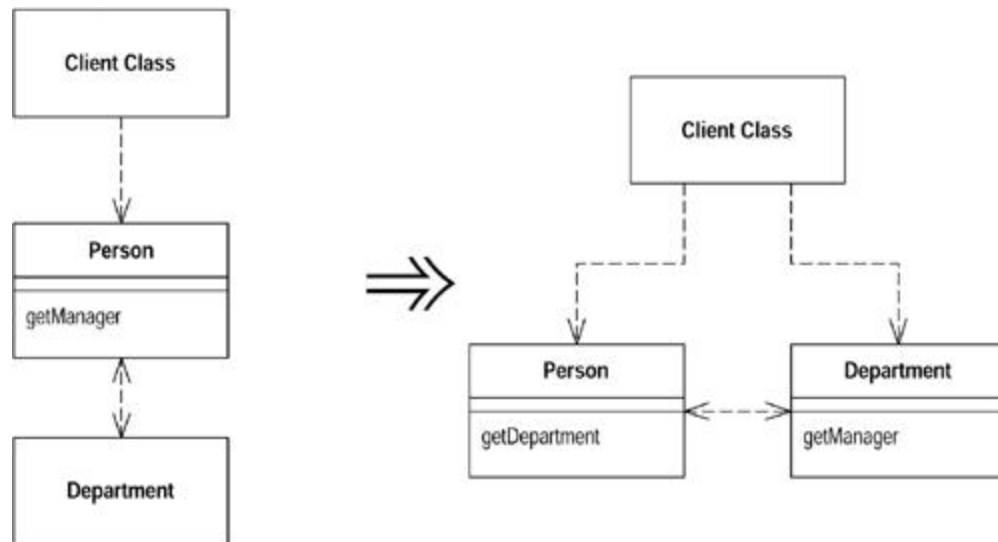 Client Class
Person
getManager
Department
Client Class
Person
getDepartment
Department
getManager